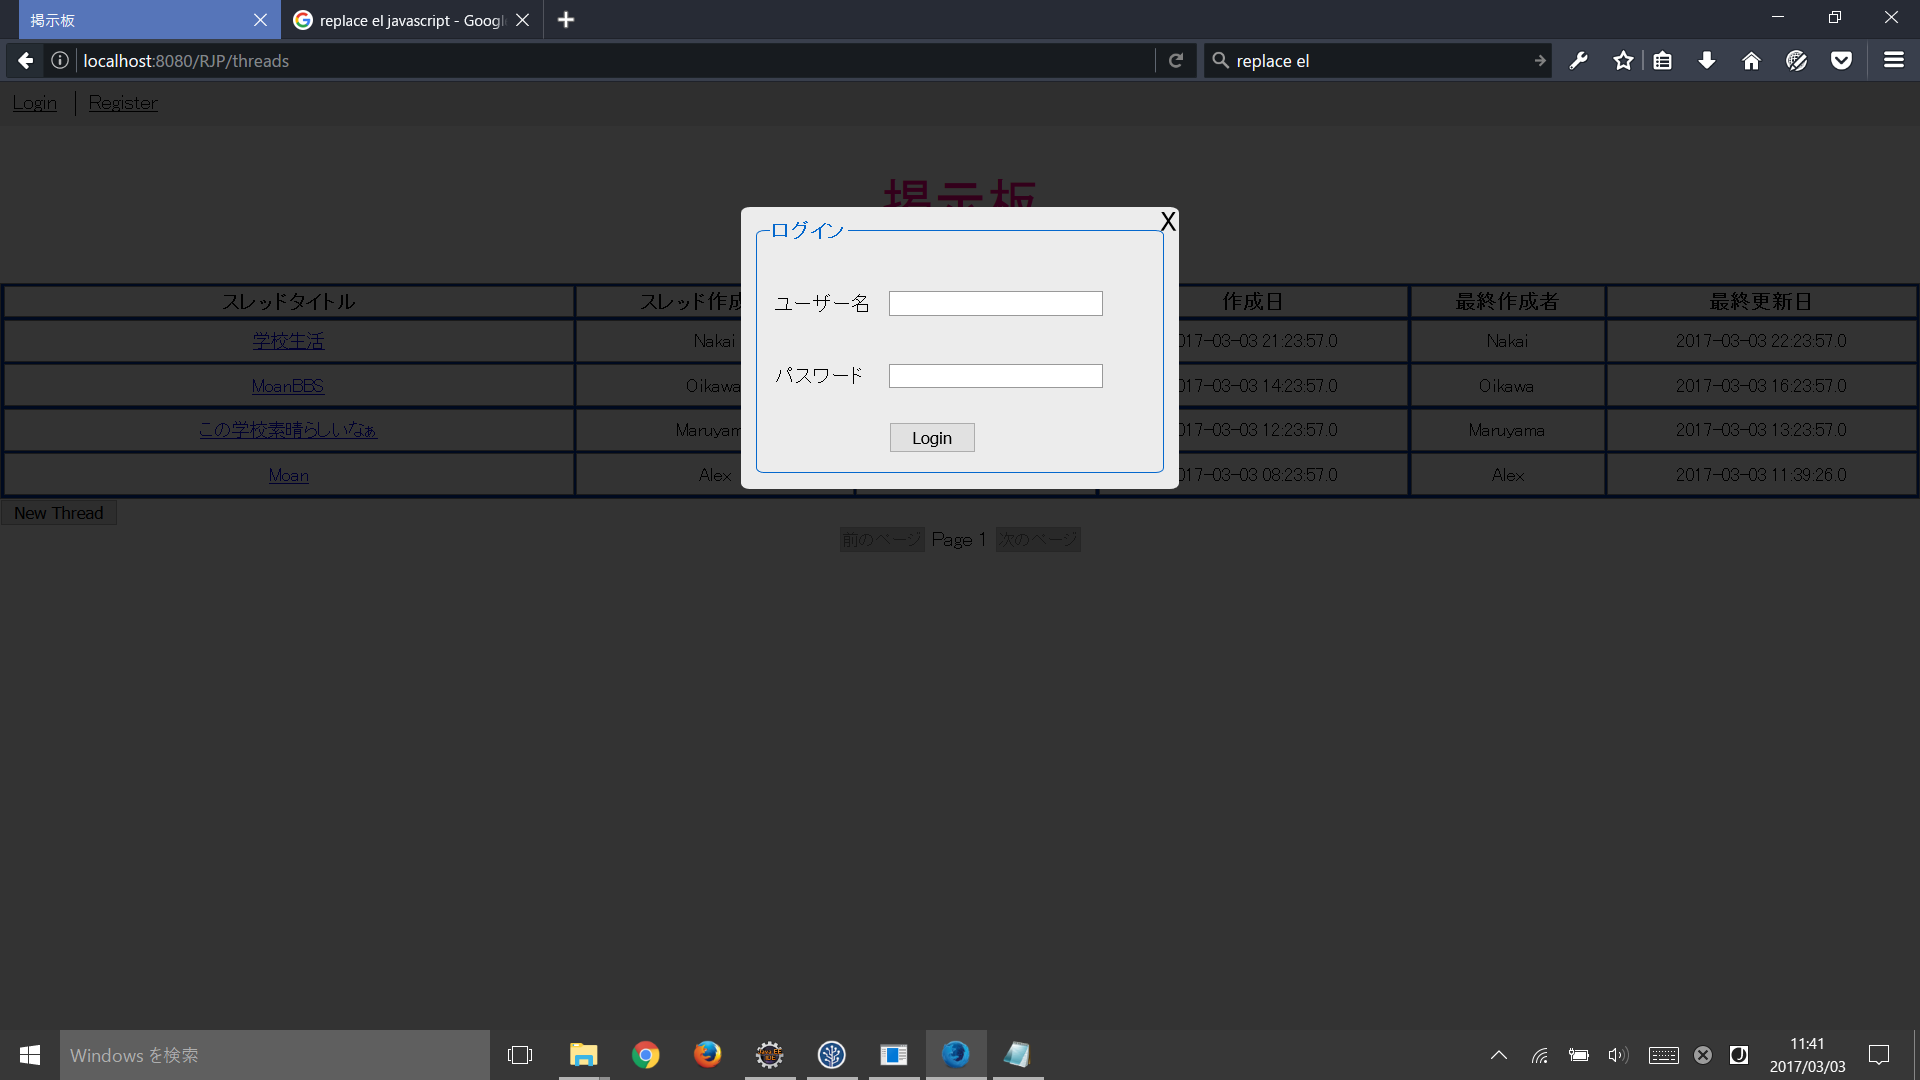 掲示板
replace el javascript - Googl
localhost:8080/RJP/threads
replace el
Login
Register
掲示板
X
ログイン
ユーザー名
パスワード
Login
スレッドタイトル スレッド作成 作成日 最終作成者 最終更新日
学校生活 Nakai 017-03-03 21:23:57.0 Nakai 2017-03-03 22:23:57.0
MoanBBS Oikawa 017-03-03 14:23:57.0 Oikawa 2017-03-03 16:23:57.0
この学校素晴らしいなぁ Maruyam 017-03-03 12:23:57.0 Maruyama 2017-03-03 13:23:57.0
Moan Alex 017-03-03 08:23:57.0 Alex 2017-03-03 11:39:26.0
New Thread
前のページ Page 1 次のページ
Windows を検索
11:41
2017/03/03